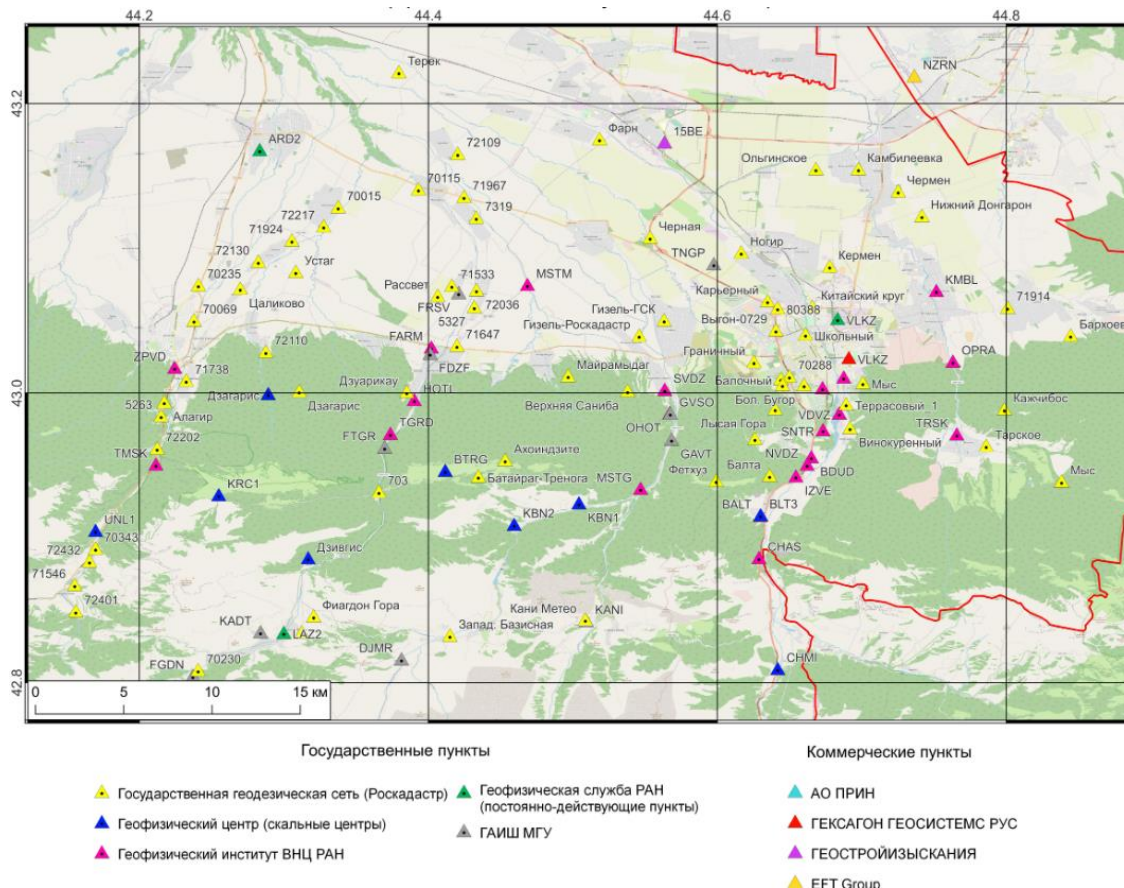 44.2 44.4 44.6 44.8
Терек
NZRN
43.2
ARD2
72109
Фарн
15BE
Ольгинское
Камбилеевка
70115
71967
Чермен
70015
7319
Нижний Донгарон
72217
71924
Черная
72130
Устаг
TNGP
Ногир
Кермен
70235
Рассвет
71533
MSTM
KMBL
Цаликово
FRSV
72036
Карьерный
Китайский круг
71914
70069
5327
Гизель-ГСК
80388
FARM
71647
Гизель-Роскадастр
Выгон-0729
VLKZ
Бархоев
Школьный
72110
FDZF
Граничный
VLKZ
OPRA
ZPVD
71738
Дзуарикау
HOTI
Майрамыдаг
SVDZ
Балочный
70288
Мыс
43.0
Дзагарис
5263
Дзагарис
Верхняя Саниба
GVSO
Бол. Бугор
VDVZ
Террасовый 1
Кажчибос
Алагир
TGRD
OHOT
Лысая Гора
SNTR
TRSK
72202
FTGR
GAVT
NVDZ
Винокуренный
Тарское
TMSK
BTRG
Ахоиндзите
Фетхуз
Балта
BDUD
KRC1
703
Батайраг-Тренога
MSTG
IZVE
Мыс
KBN2
KBN1
BALT
BLT3
UNL1
70343
72432
Дзивгис
CHAS
71546
72401
Фиагдон Гора
Кани Метео
KANI
KADT
LAZ2
Запад. Базисная
DJMR
FGDN
70230
CHMI
42.8
0 5 10 15 км
Государственные пункты
Коммерческие пункты
Государственная геодезическая сеть (Роскадастр)
Геофизический центр (скальные центры)
Геофизический институт ВНЦ РАН
Геофизическая служба РАН
(постоянно-действующие пункты)
ГАИШ МГУ
АО ПРИН
ГЕКСАГОН ГЕОСИСТЕМС РУС
ГЕОСТРОЙИЗЫСКАНИЯ
EFT Group